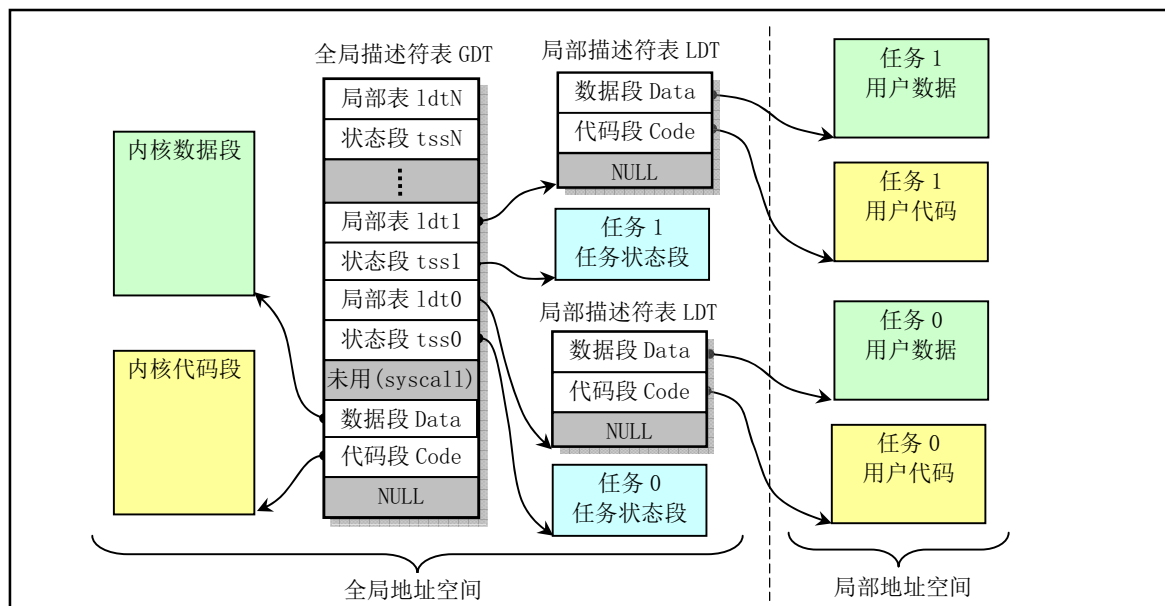 全局描述符表 GDT
局部表 ldtN
状态段 tssN
局部表 ldt1
状态段 tss1
局部表 ldt0
状态段 tss0
未用(syscall)
数据段 Data
代码段 Code
NULL
内核数据段
内核代码段
局部描述符表 LDT
数据段 Data
代码段 Code
NULL
任务 1
任务状态段
局部描述符表 LDT
数据段 Data
代码段 Code
NULL
任务 0
任务状态段
任务 1
用户数据
任务 1
用户代码
任务 0
用户数据
任务 0
用户代码
全局地址空间
局部地址空间